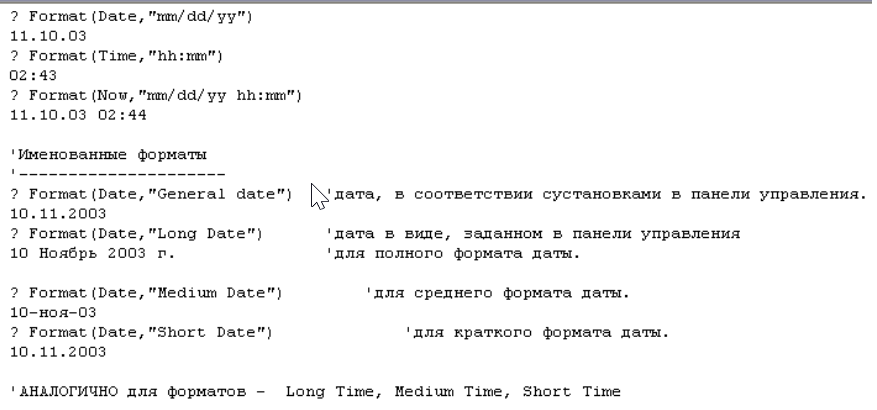 ? Format(Date,"mm/dd/yy")
11.10.03
? Format(Time,"hh:mm")
02:43
? Format(Now,"mm/dd/yy hh:mm")
11.10.03 02:44
'Именованные форматы
'---------------------
? Format(Date,"General date") 'дата, в соответствии сустановками в панели управления.
10.11.2003
? Format(Date,"Long Date") 'дата в виде, заданном в панели управления
10 Ноябрь 2003 г. 'для полного формата даты.
? Format(Date,"Medium Date") 'для среднего формата даты.
10-ноя-03
? Format(Date,"Short Date") 'для краткого формата даты.
10.11.2003
'АНАЛОГИЧНО для форматов - Long Time, Medium Time, Short Time